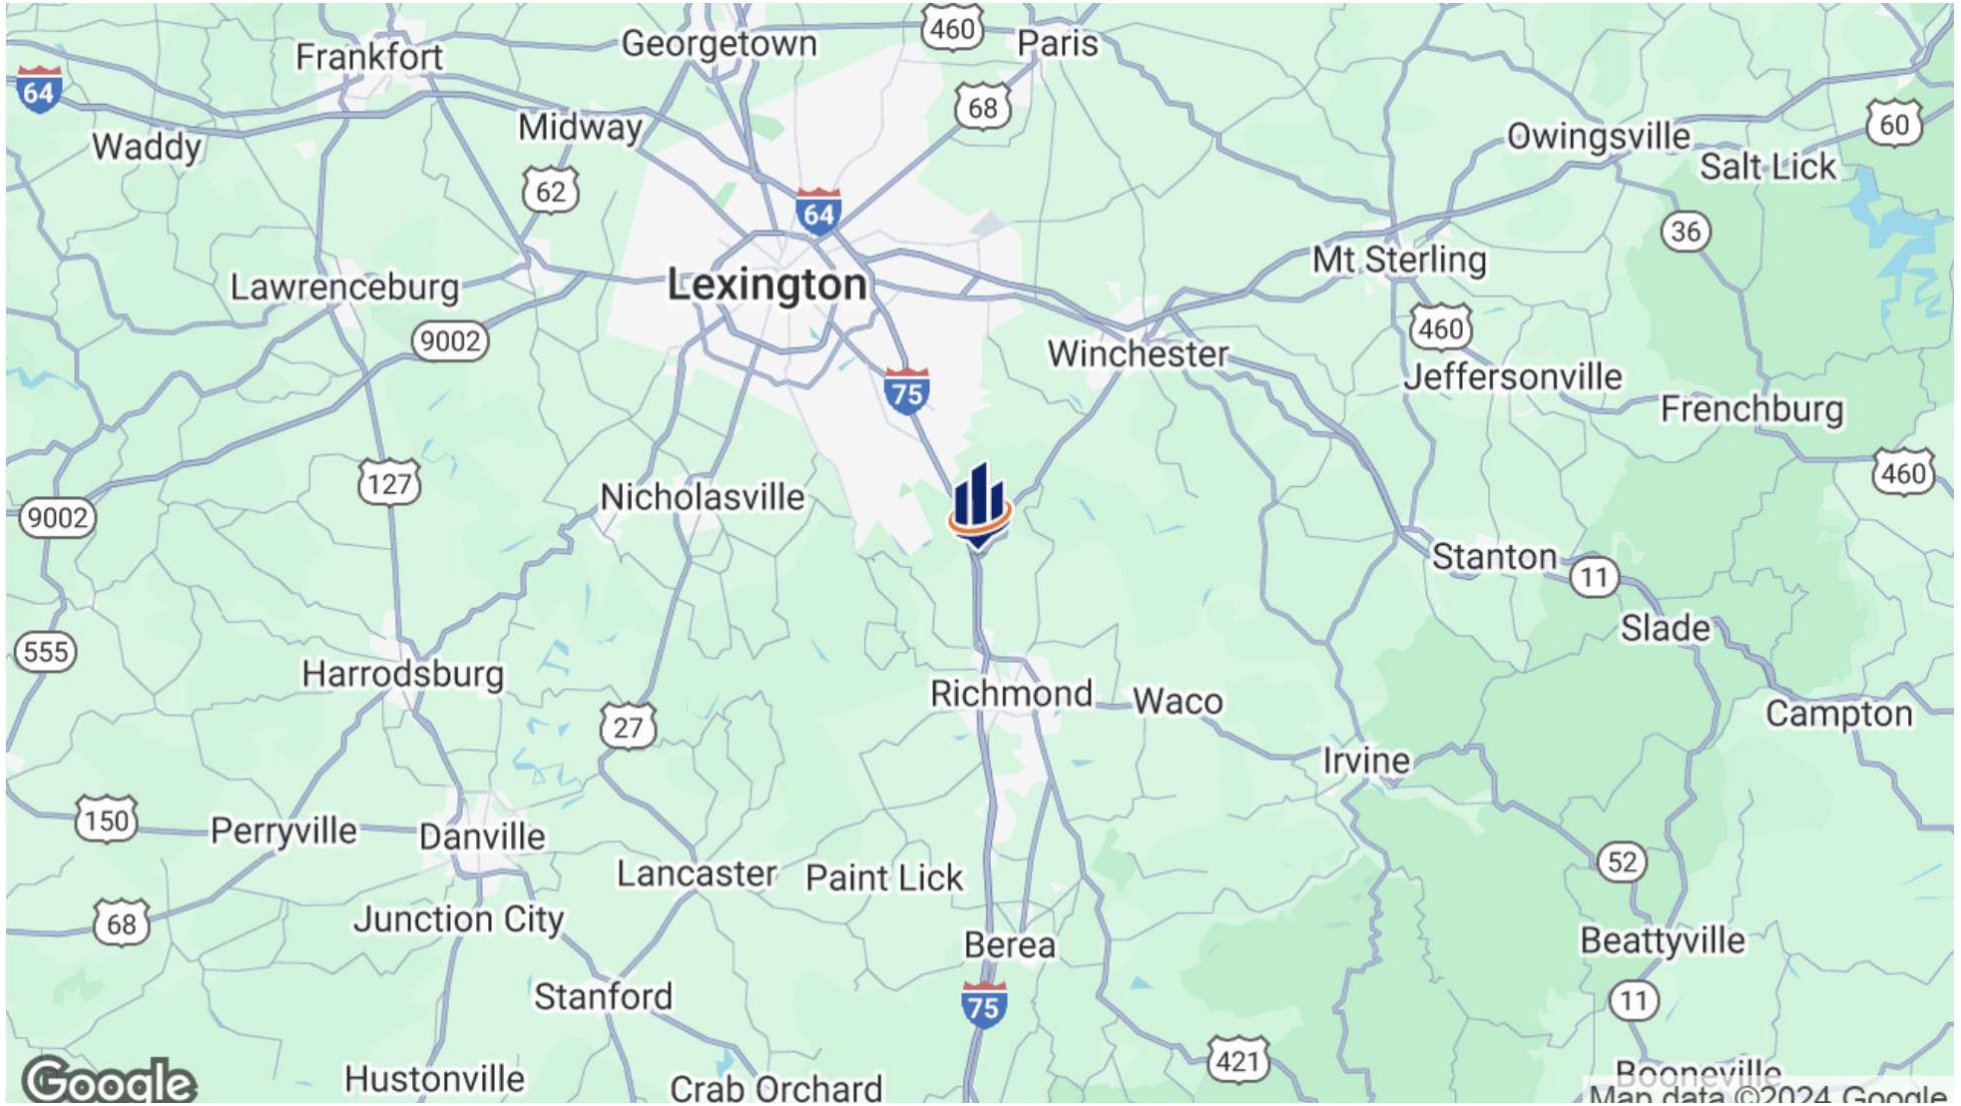 460
Frankfort
Georgetown
Paris
64
68
Waddy
Midway
60
Owingsville
Salt Lick
62
64
36
Lawrenceburg
Lexington
Mt Sterling
9002
460
Winchester
Jeffersonville
75
Frenchburg
127
Nicholasville
460
9002
Stanton
11
Slade
555
Harrodsburg
Richmond
Waco
Campton
27
Irvine
150
Perryville
Danville
52
Lancaster
Paint Lick
68
Junction City
Berea
Beattyville
Stanford
75
11
421
Google
Hustonville
Crab Orchard
Booneville
Map data ©2024 Google